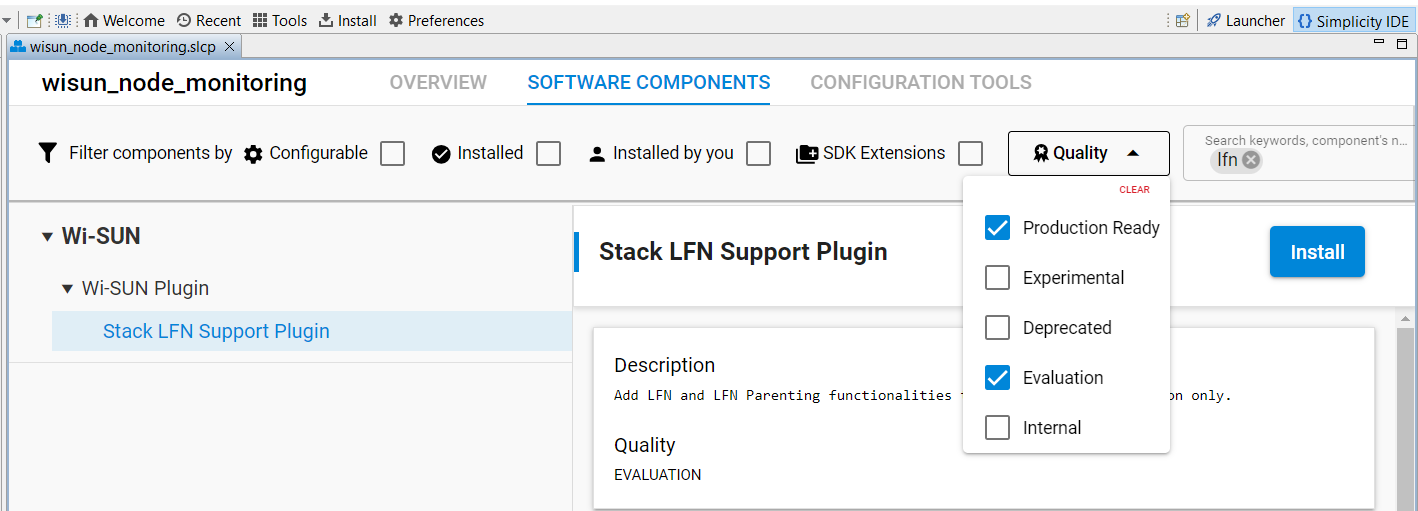 Welcome Recent Tools Install Preferences Launcher Simplicity IDE
wisun_node_monitoring.slcp
wisun_node_monitoring OVERVIEW SOFTWARE COMPONENTS CONFIGURATION TOOLS
Filter components by Configurable Installed Installed by you SDK Extensions Quality
Search keywords, component's n...
lfn
CLEAR
Production Ready
Experimental
Deprecated
Evaluation
Internal
Wi-SUN
Wi-SUN Plugin
Stack LFN Support Plugin
Stack LFN Support Plugin Install
Description
Add LFN and LFN Parenting functionalities on only.
Quality
EVALUATION